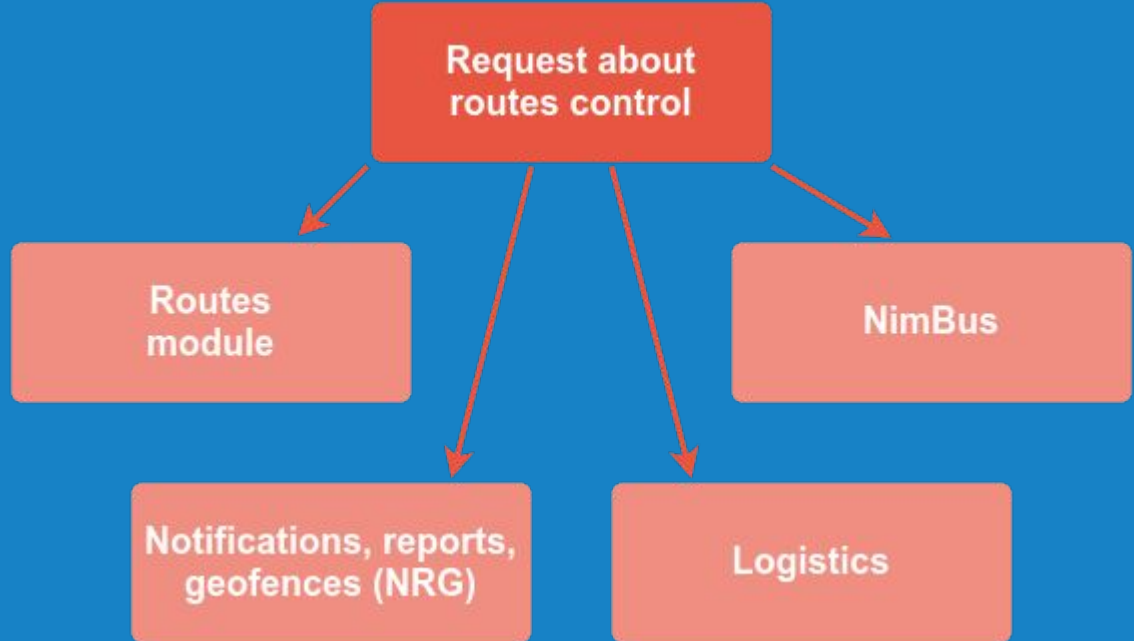 Request about
routes control
Routes
module
NimBus
Notifications, reports,
geofences (NRG)
Logistics